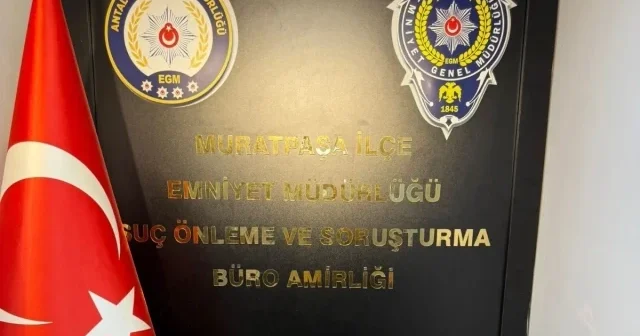 EMNİYET GENEL MÜDÜRLÜĞÜ
EGM
EGM
1845
MURATPAŞA İLÇE
EMNİYET MÜDÜRLÜĞÜ
SUÇ ÖNLEME VE SORUŞTURMA
BÜRO AMİRLİĞİ